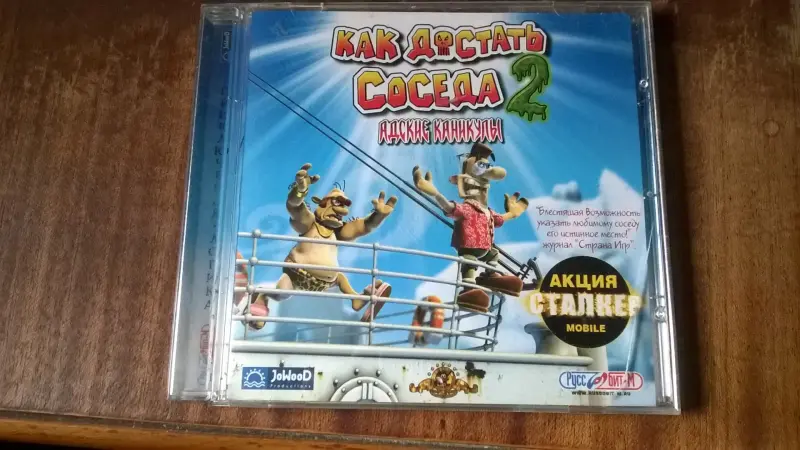 КАК ДОСТАТЬ
СОСЕДА 2
АДСКИЕ КАНИКУЛЫ
"Блестящая возможность
указать любимому соседу
его истинное место!"
журнал "Страна Игр".
АКЦИЯ
СТАЛКЕР
MOBILE
JoWooD
Productions
РУССОБИТ-М